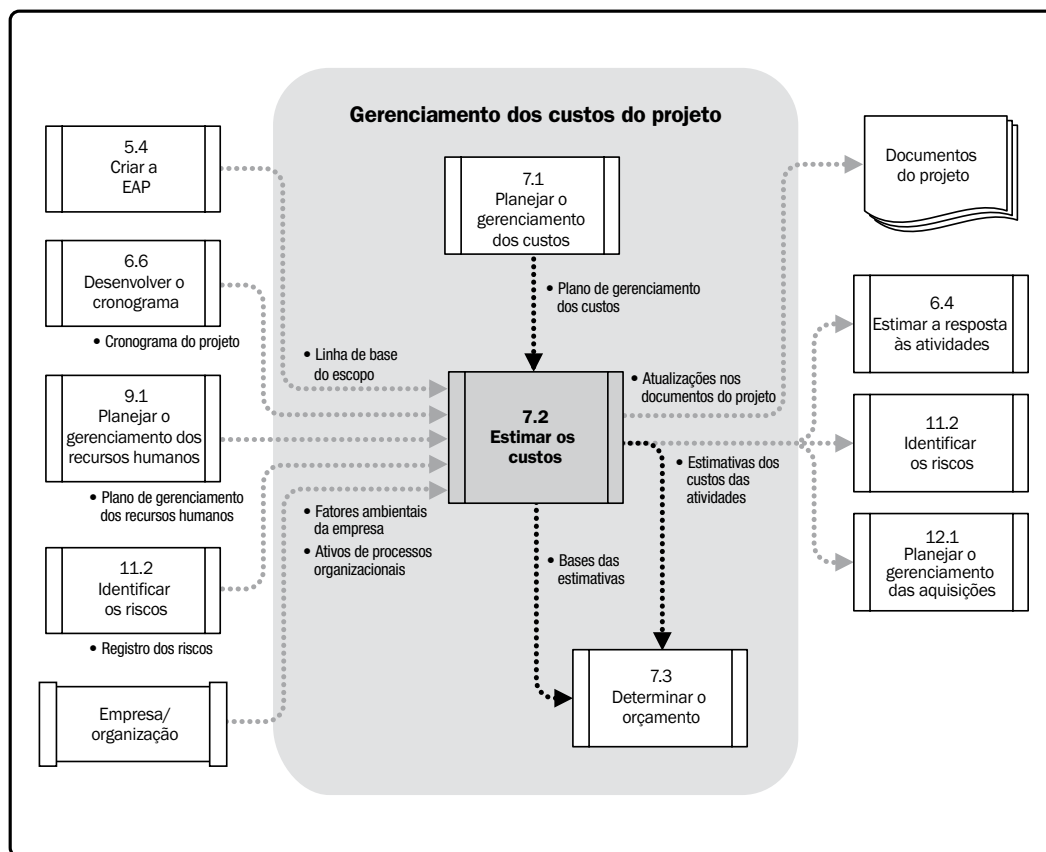 Gerenciamento dos custos do projeto
5.4
Criar a
EAP
6.6
Desenvolver o
cronograma
• Cronograma do projeto
9.1
Planejar o
gerenciamento dos
recursos humanos
• Plano de gerenciamento
dos recursos humanos
11.2
Identificar
os riscos
• Registro dos riscos
Empresa/
organização
7.1
Planejar o
gerenciamento
dos custos
• Plano de gerenciamento
dos custos
• Linha de base
do escopo
7.2
Estimar os
custos
• Fatores ambientais
da empresa
• Ativos de processos
organizacionais
• Atualizações nos
documentos do projeto
• Estimativas dos
custos das
atividades
• Bases das
estimativas
7.3
Determinar o
orçamento
Documentos
do projeto
6.4
Estimar a resposta
às atividades
11.2
Identificar
os riscos
12.1
Planejar o
gerenciamento
das aquisições